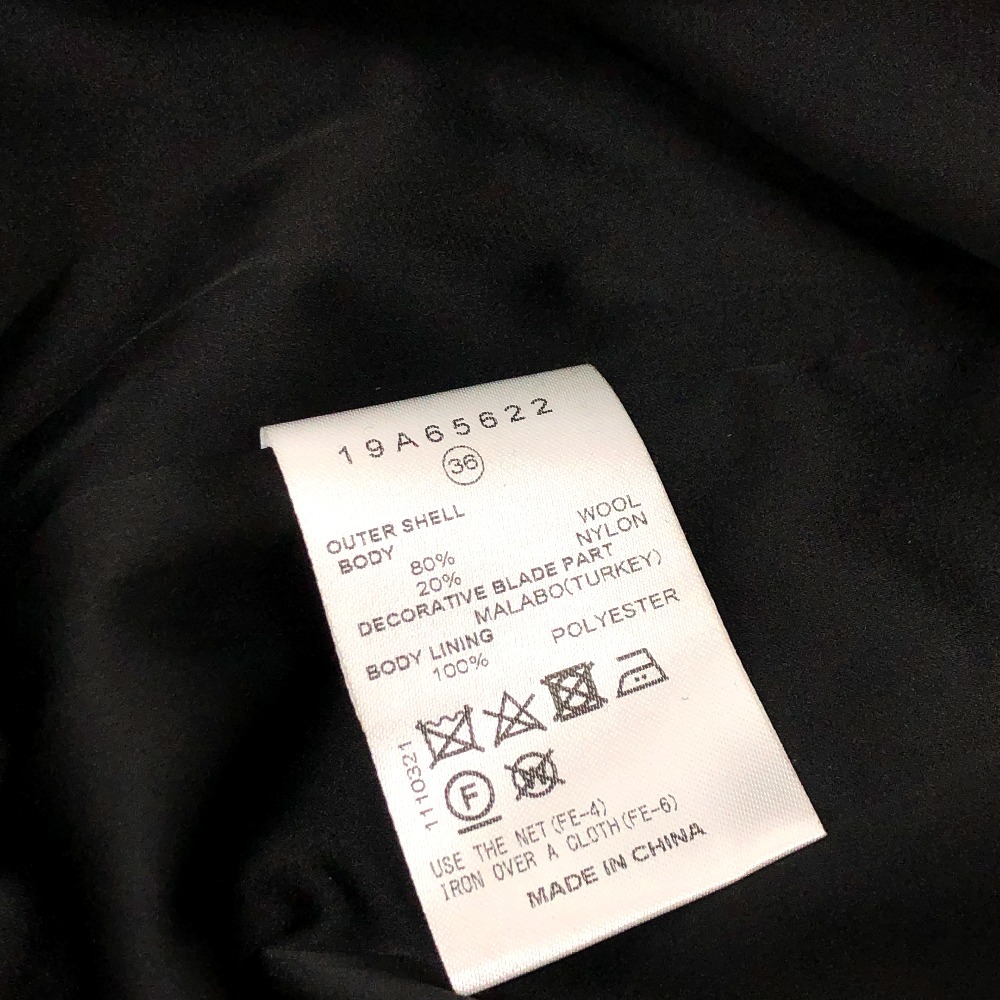 19A65622
36
OUTER SHELL
BODY 80% WOOL
20% NYLON
DECORATIVE BLADE PART
MALABO(TURKEY)
BODY LINING
100% POLYESTER
1110321
F
W
USE THE NET(FE-4)
IRON OVER A CLOTH(FE-6)
MADE IN CHINA